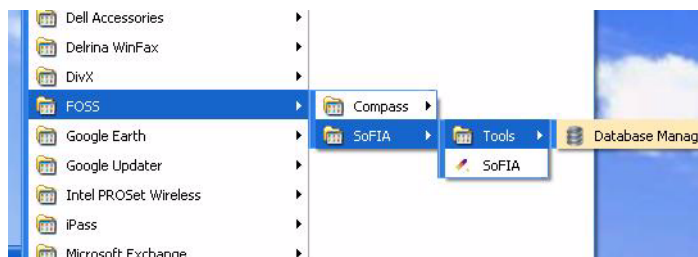 Dell Accessories
Delrina WinFax
DivX
FOSS
Compass
Google Earth
SoFIA
Tools
Database Manag
Google Updater
SoFIA
Intel PROSet Wireless
iPass
Microsoft Exchange